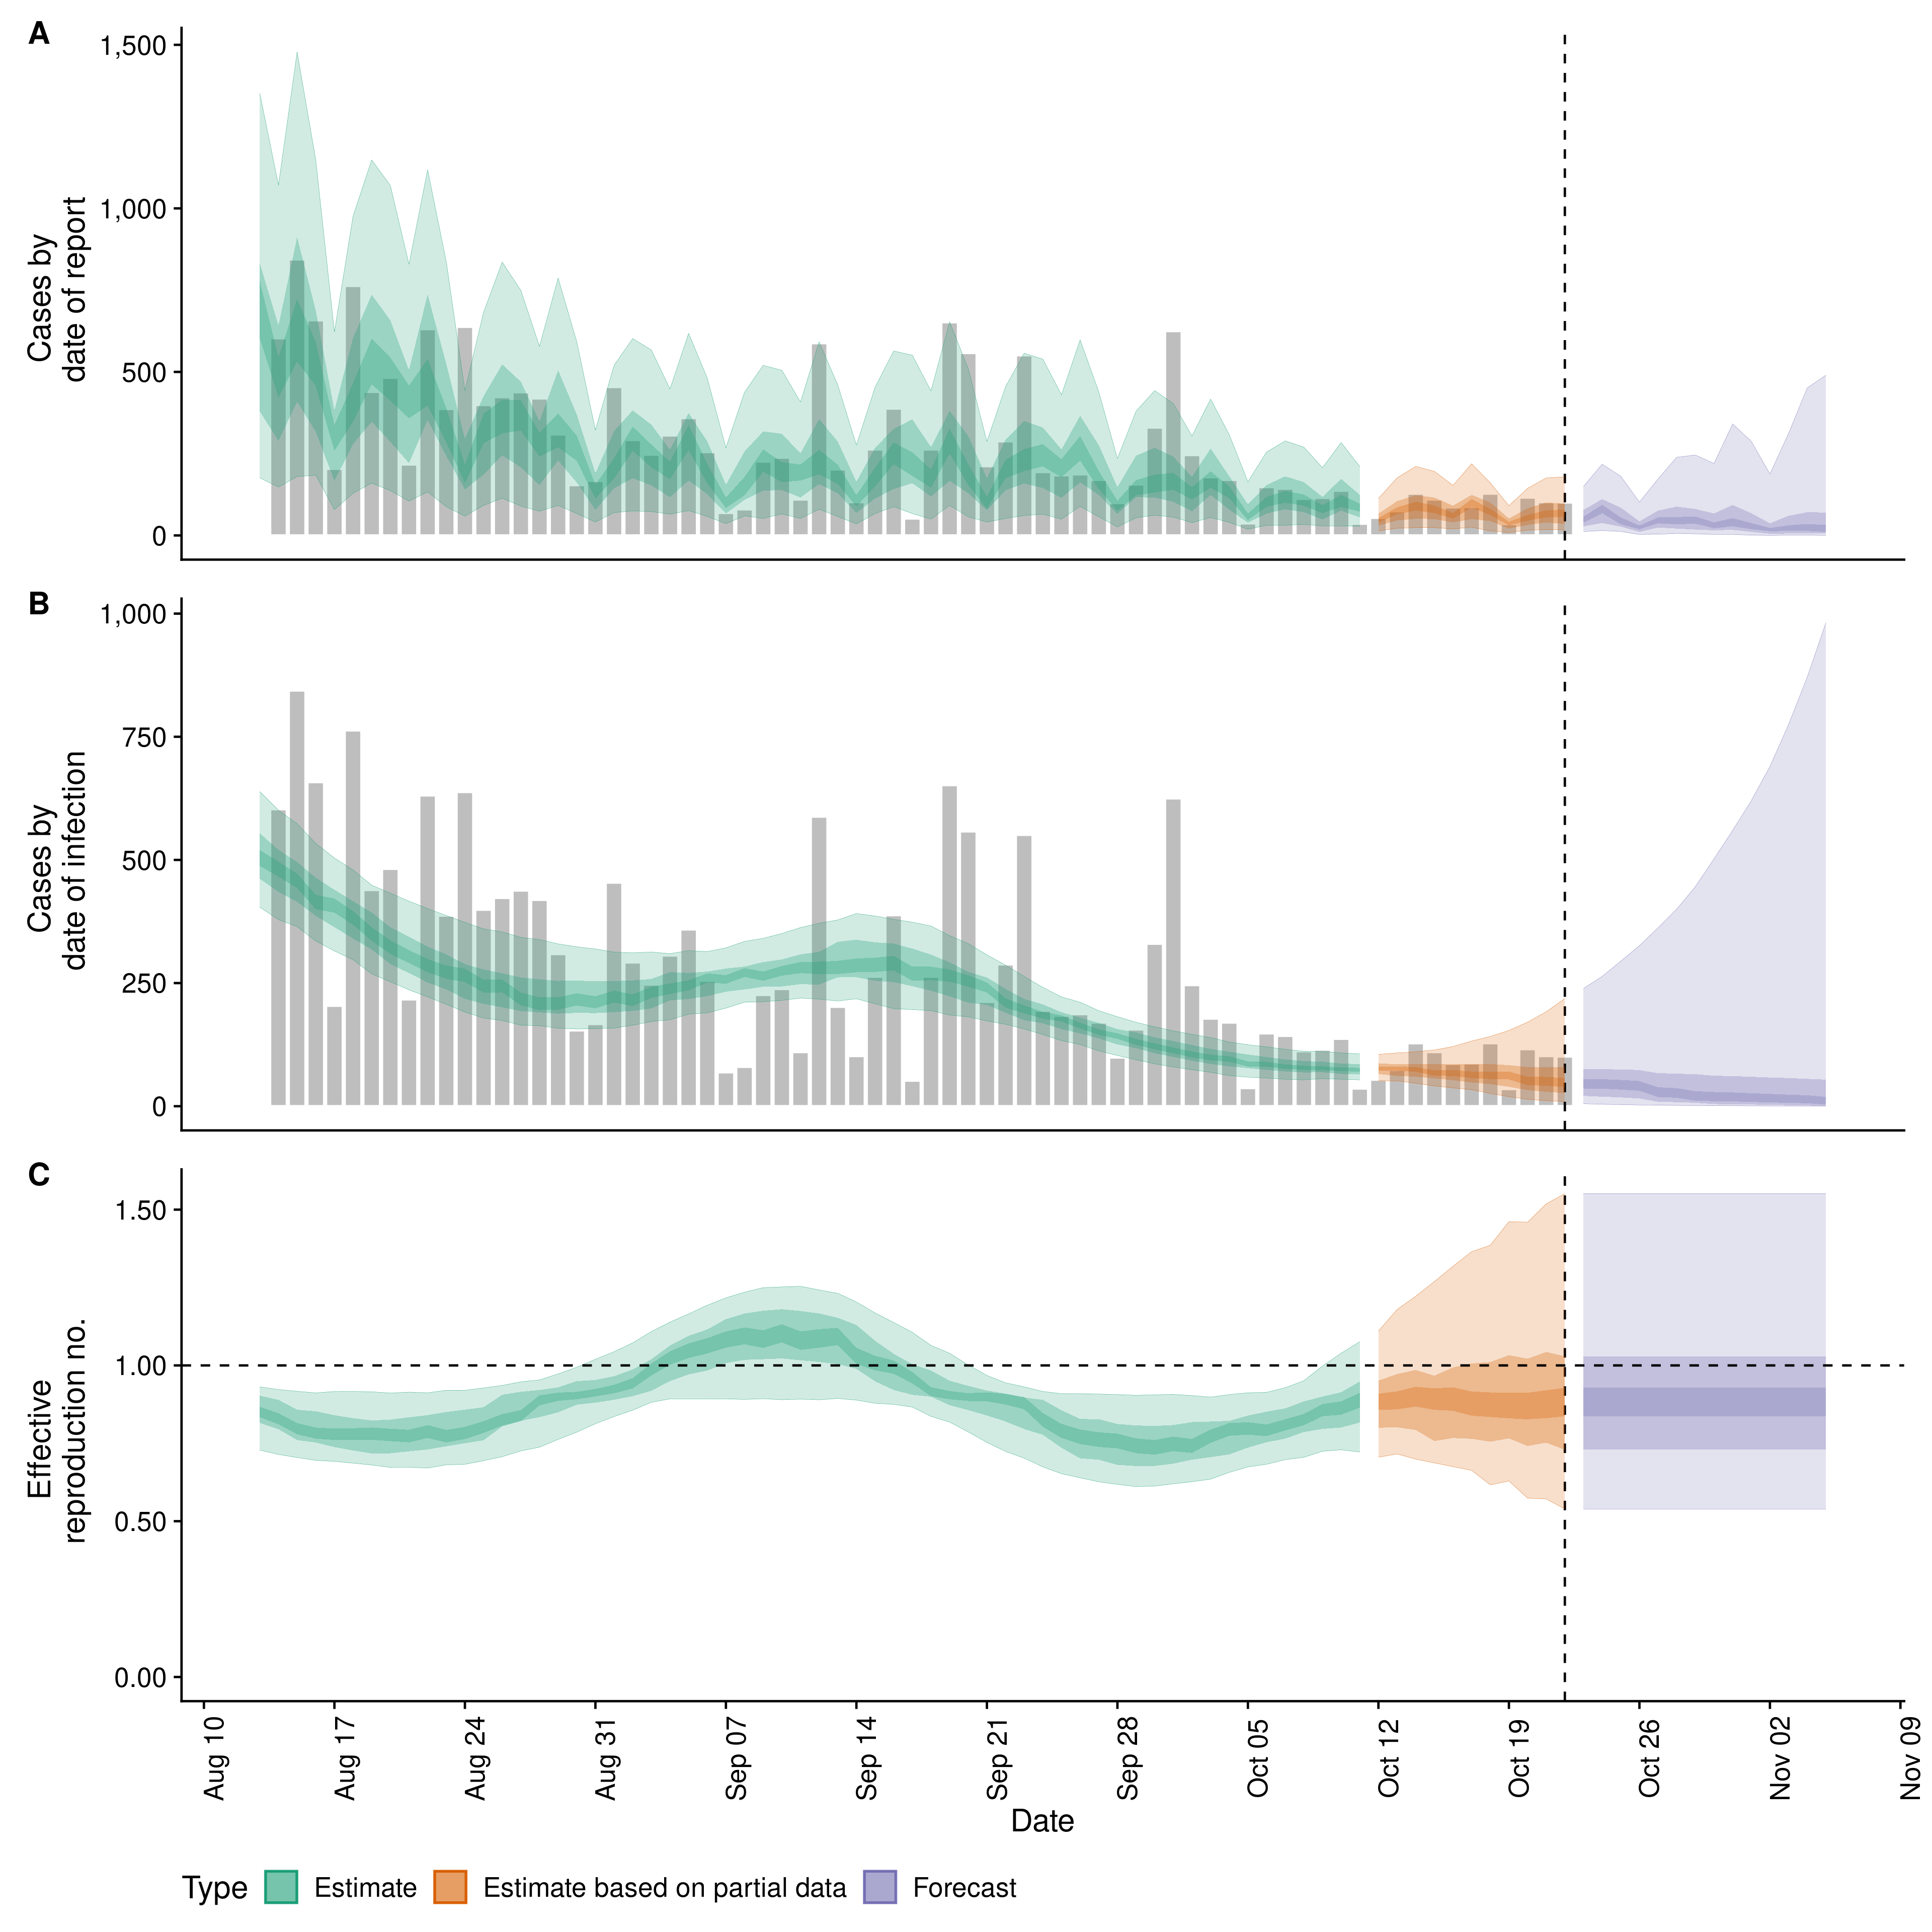 A
1,500
1,000
500
0
Cases by
date of report
B
1,000
750
500
250
0
Cases by
date of infection
C
1.50
1.00
0.50
0.00
Effective
reproduction no.
Aug 10
Aug 17
Aug 24
Aug 31
Sep 07
Sep 14
Sep 21
Sep 28
Oct 05
Oct 12
Oct 19
Oct 26
Nov 02
Nov 09
Date
Type
Estimate
Estimate based on partial data
Forecast